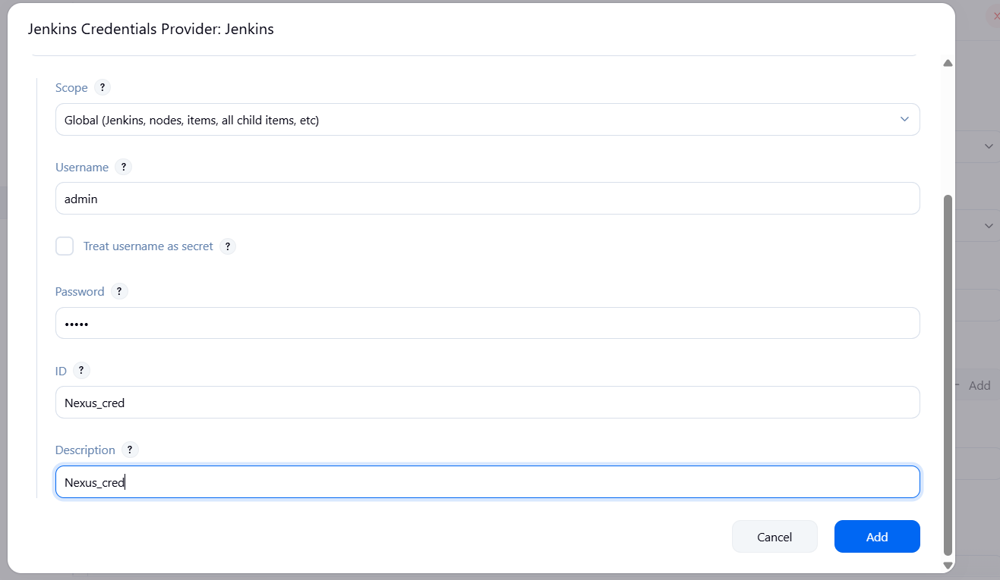 Jenkins Credentials Provider: Jenkins
Scope ?
Global (Jenkins, nodes, items, all child items, etc)
Username ?
admin
Treat username as secret ?
Password ?
•••••
ID ?
Nexus_cred
Add
Description ?
Nexus_cred
Cancel
Add